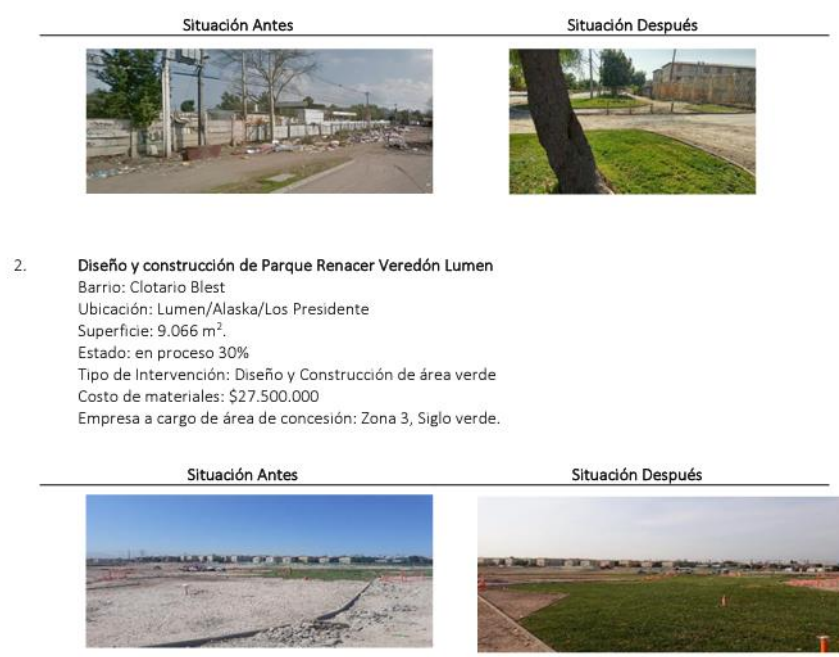 Situación Antes
Situación Después
2. Diseño y construcción de Parque Renacer Veredón Lumen
Barrio: Clotario Blest
Ubicación: Lumen/Alaska/Los Presidente
Superficie: 9.066 m².
Estado: en proceso 30%
Tipo de Intervención: Diseño y Construcción de área verde
Costo de materiales: $27.500.000
Empresa a cargo de área de concesión: Zona 3, Siglo verde.
Situación Antes
Situación Después